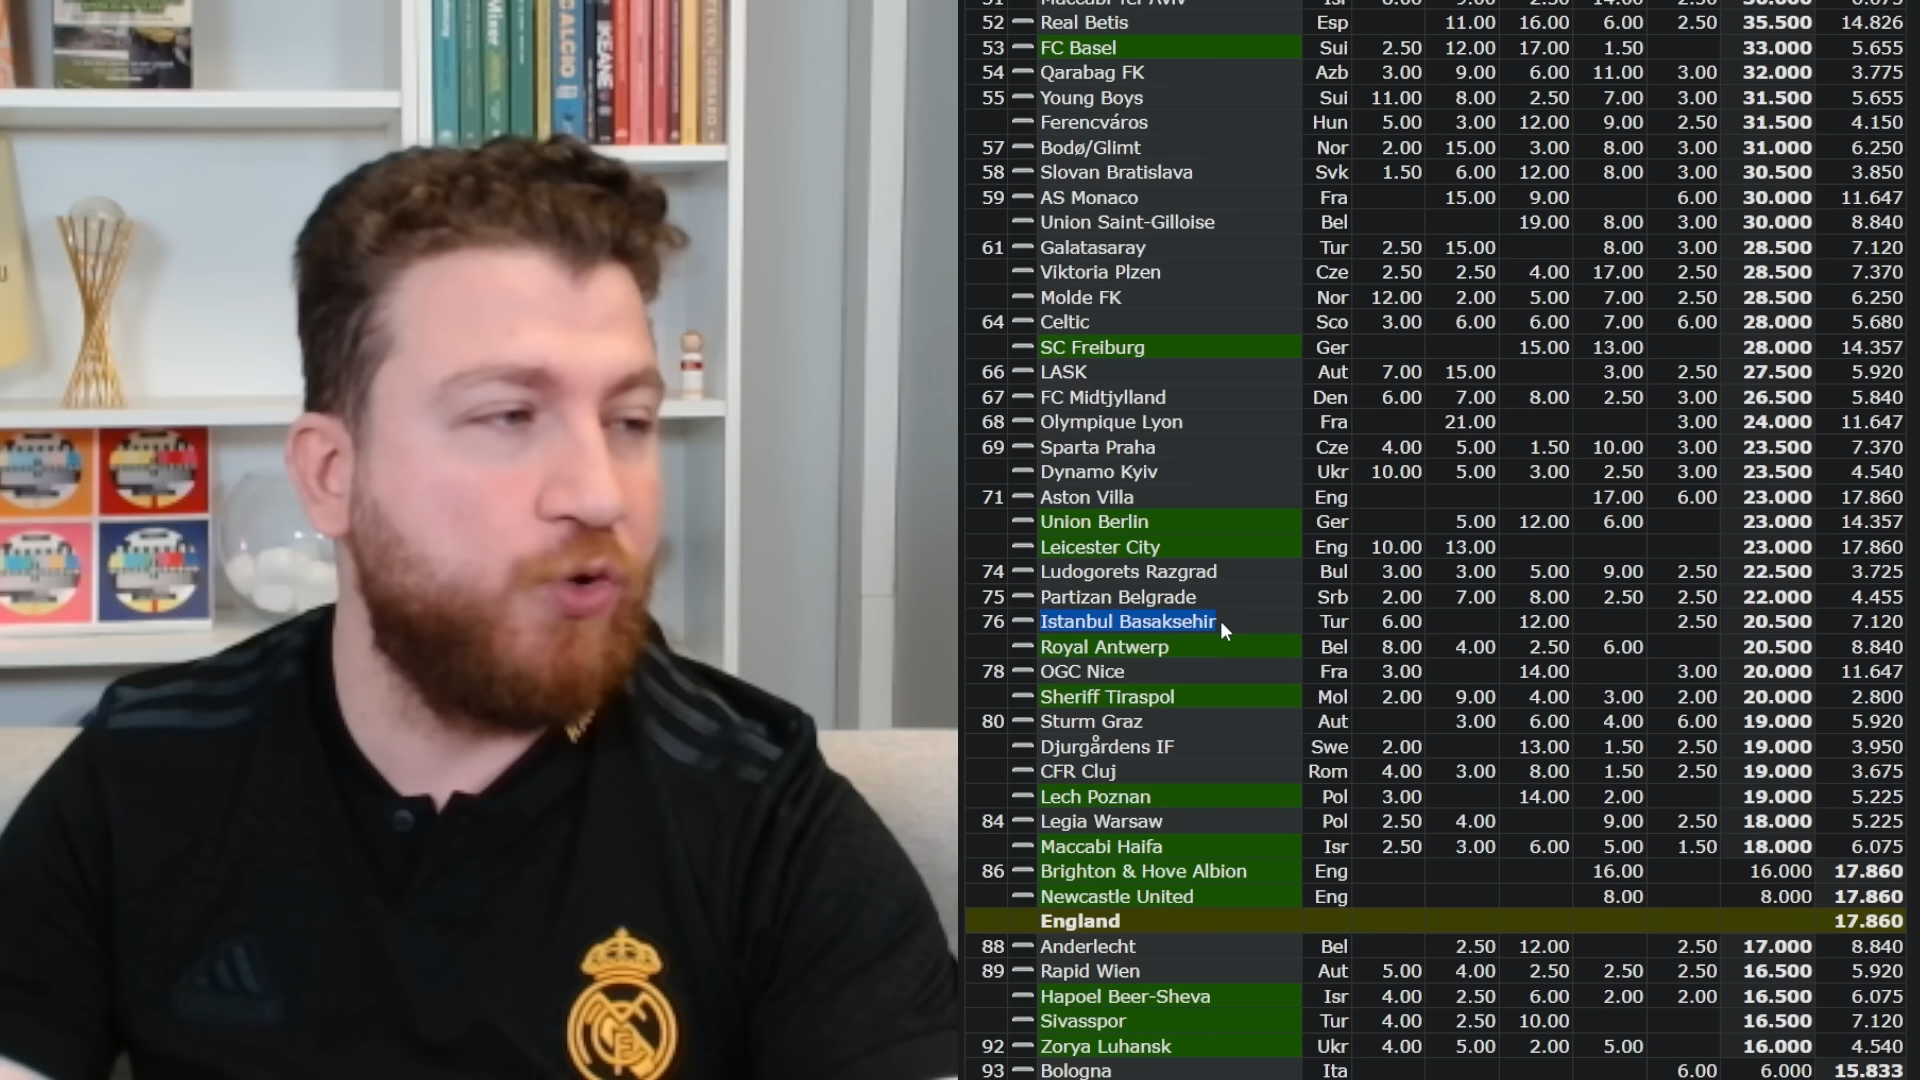 CALCIO
KEANE
STEVEN GERRARD
51 Maccabi Tel Aviv Isr 6.00 9.00 2.50 14.00 2.50 36.000 6.075
52 Real Betis Esp 11.00 16.00 6.00 2.50 35.500 14.826
53 FC Basel Sui 2.50 12.00 17.00 1.50 33.000 5.655
54 Qarabag FK Azb 3.00 9.00 6.00 11.00 3.00 32.000 3.775
55 Young Boys Sui 11.00 8.00 2.50 7.00 3.00 31.500 5.655
Ferencváros Hun 5.00 3.00 12.00 9.00 2.50 31.500 4.150
57 Bodø/Glimt Nor 2.00 15.00 3.00 8.00 3.00 31.000 6.250
58 Slovan Bratislava Svk 1.50 6.00 12.00 8.00 3.00 30.500 3.850
59 AS Monaco Fra 15.00 9.00 6.00 30.000 11.647
Union Saint-Gilloise Bel 19.00 8.00 3.00 30.000 8.840
61 Galatasaray Tur 2.50 15.00 8.00 3.00 28.500 7.120
Viktoria Plzen Cze 2.50 2.50 4.00 17.00 2.50 28.500 7.370
Molde FK Nor 12.00 2.00 5.00 7.00 2.50 28.500 6.250
64 Celtic Sco 3.00 6.00 6.00 7.00 6.00 28.000 5.680
SC Freiburg Ger 15.00 13.00 28.000 14.357
66 LASK Aut 7.00 15.00 3.00 2.50 27.500 5.920
67 FC Midtjylland Den 6.00 7.00 8.00 2.50 3.00 26.500 5.840
68 Olympique Lyon Fra 21.00 3.00 24.000 11.647
69 Sparta Praha Cze 4.00 5.00 1.50 10.00 3.00 23.500 7.370
Dynamo Kyiv Ukr 10.00 5.00 3.00 2.50 3.00 23.500 4.540
71 Aston Villa Eng 17.00 6.00 23.000 17.860
Union Berlin Ger 5.00 12.00 6.00 23.000 14.357
Leicester City Eng 10.00 13.00 23.000 17.860
74 Ludogorets Razgrad Bul 3.00 3.00 5.00 9.00 2.50 22.500 3.725
75 Partizan Belgrade Srb 2.00 7.00 8.00 2.50 2.50 22.000 4.455
76 Istanbul Basaksehir Tur 6.00 12.00 2.50 20.500 7.120
Royal Antwerp Bel 8.00 4.00 2.50 6.00 20.500 8.840
78 OGC Nice Fra 3.00 14.00 3.00 20.000 11.647
Sheriff Tiraspol Mol 2.00 9.00 4.00 3.00 2.00 20.000 2.800
80 Sturm Graz Aut 3.00 6.00 4.00 6.00 19.000 5.920
Djurgårdens IF Swe 2.00 13.00 1.50 2.50 19.000 3.950
CFR Cluj Rom 4.00 3.00 8.00 1.50 2.50 19.000 3.675
Lech Poznan Pol 3.00 14.00 2.00 19.000 5.225
84 Legia Warsaw Pol 2.50 4.00 9.00 2.50 18.000 5.225
Maccabi Haifa Isr 2.50 3.00 6.00 5.00 1.50 18.000 6.075
86 Brighton & Hove Albion Eng 16.00 16.000 17.860
Newcastle United Eng 8.00 8.000 17.860
England 17.860
88 Anderlecht Bel 2.50 12.00 2.50 17.000 8.840
89 Rapid Wien Aut 5.00 4.00 2.50 2.50 2.50 16.500 5.920
Hapoel Beer-Sheva Isr 4.00 2.50 6.00 2.00 2.00 16.500 6.075
Sivasspor Tur 4.00 2.50 10.00 16.500 7.120
92 Zorya Luhansk Ukr 4.00 5.00 2.00 5.00 16.000 4.540
93 Bologna Ita 6.00 6.000 15.833